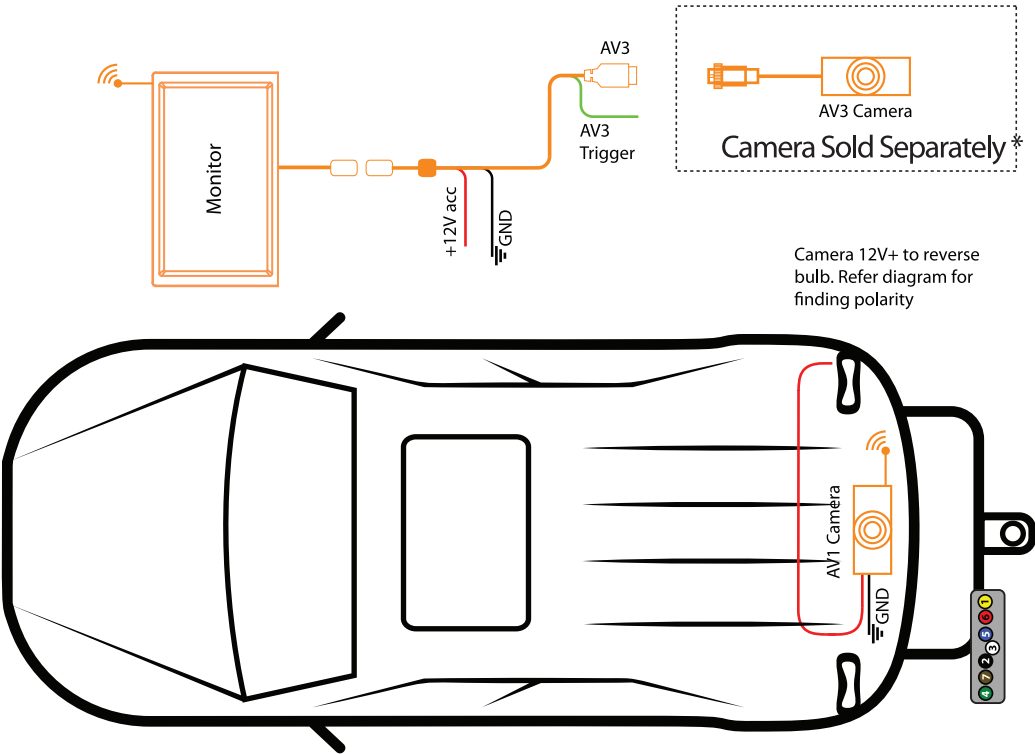 AV3
AV3 Camera
Camera Sold Separately *
AV3
Trigger
Monitor
+12V acc
GND
Camera 12V+ to reverse
bulb. Refer diagram for
finding polarity
AV1 Camera
GND
1
6
5
3
2
7
4